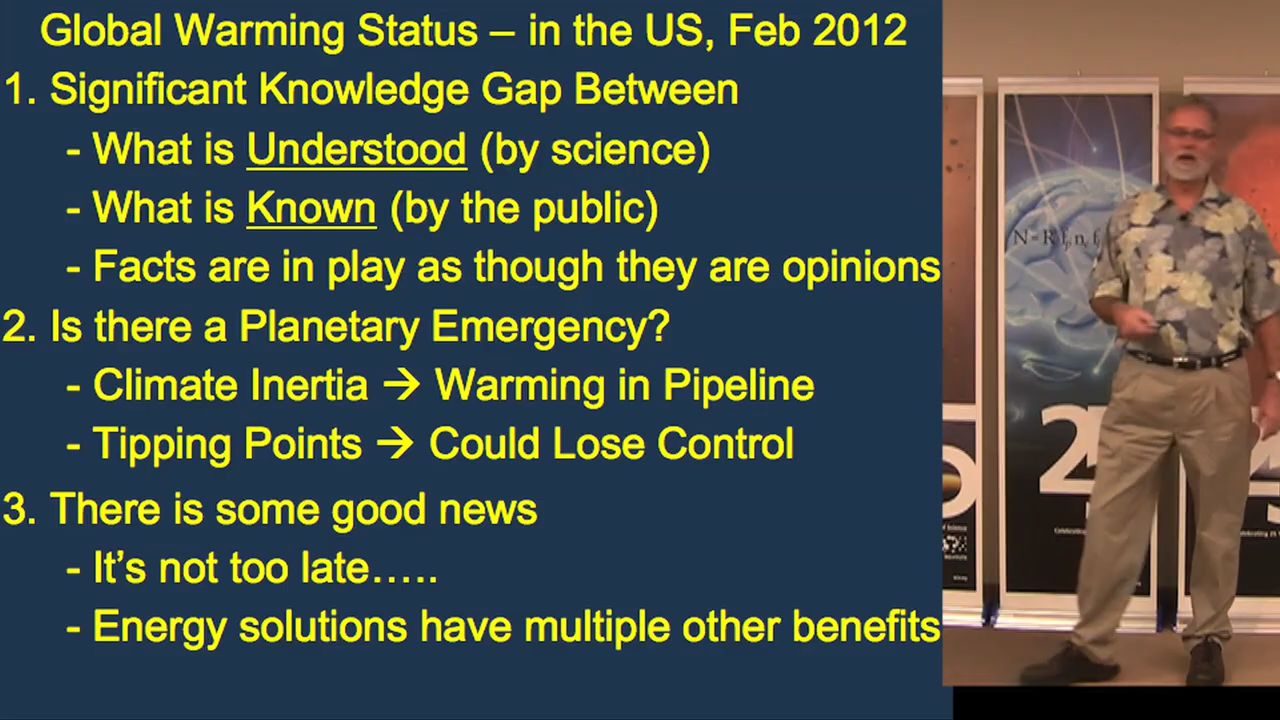 Global Warming Status – in the US, Feb 2012
1. Significant Knowledge Gap Between
- What is Understood (by science)
- What is Known (by the public)
- Facts are in play as though they are opinions
2. Is there a Planetary Emergency?
- Climate Inertia → Warming in Pipeline
- Tipping Points → Could Lose Control
3. There is some good news
- It's not too late…..
- Energy solutions have multiple other benefits